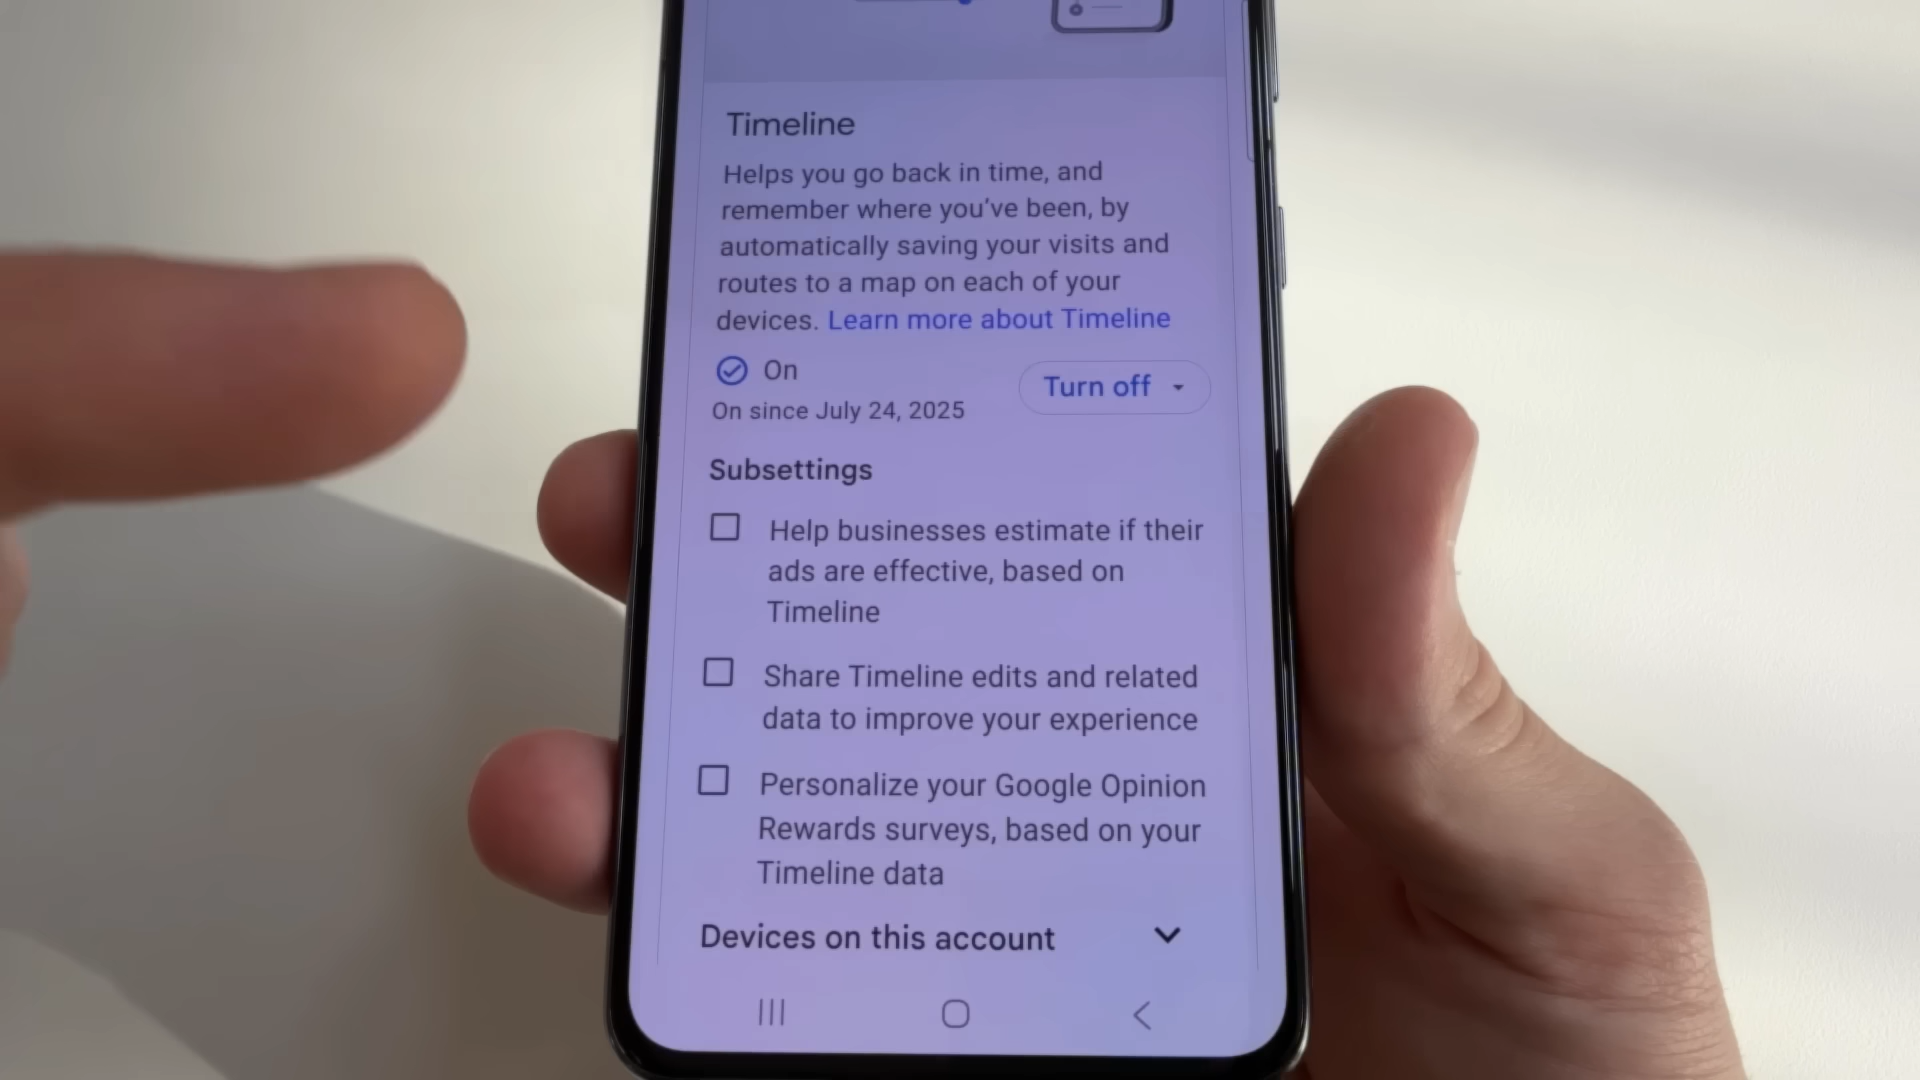 Timeline
Helps you go back in time, and
remember where you've been, by
automatically saving your visits and
routes to a map on each of your
devices. Learn more about Timeline
On
Turn off
On since July 24, 2025
Subsettings
Help businesses estimate if their
ads are effective, based on
Timeline
Share Timeline edits and related
data to improve your experience
Personalize your Google Opinion
Rewards surveys, based on your
Timeline data
Devices on this account